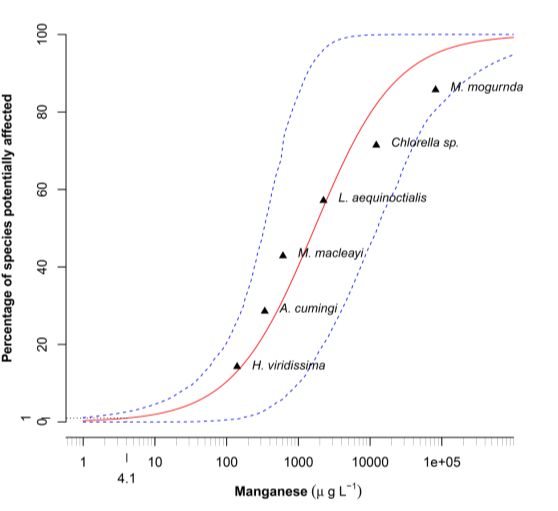 Percentage of species potentially affected
100
80
60
40
20
0
1
M. mogurnda
Chlorella sp.
L. aequinoctialis
M. macleayi
A. cumingi
H. viridissima
1 10 100 1000 10000 1e+05
4.1
Manganese (μ g L⁻¹)